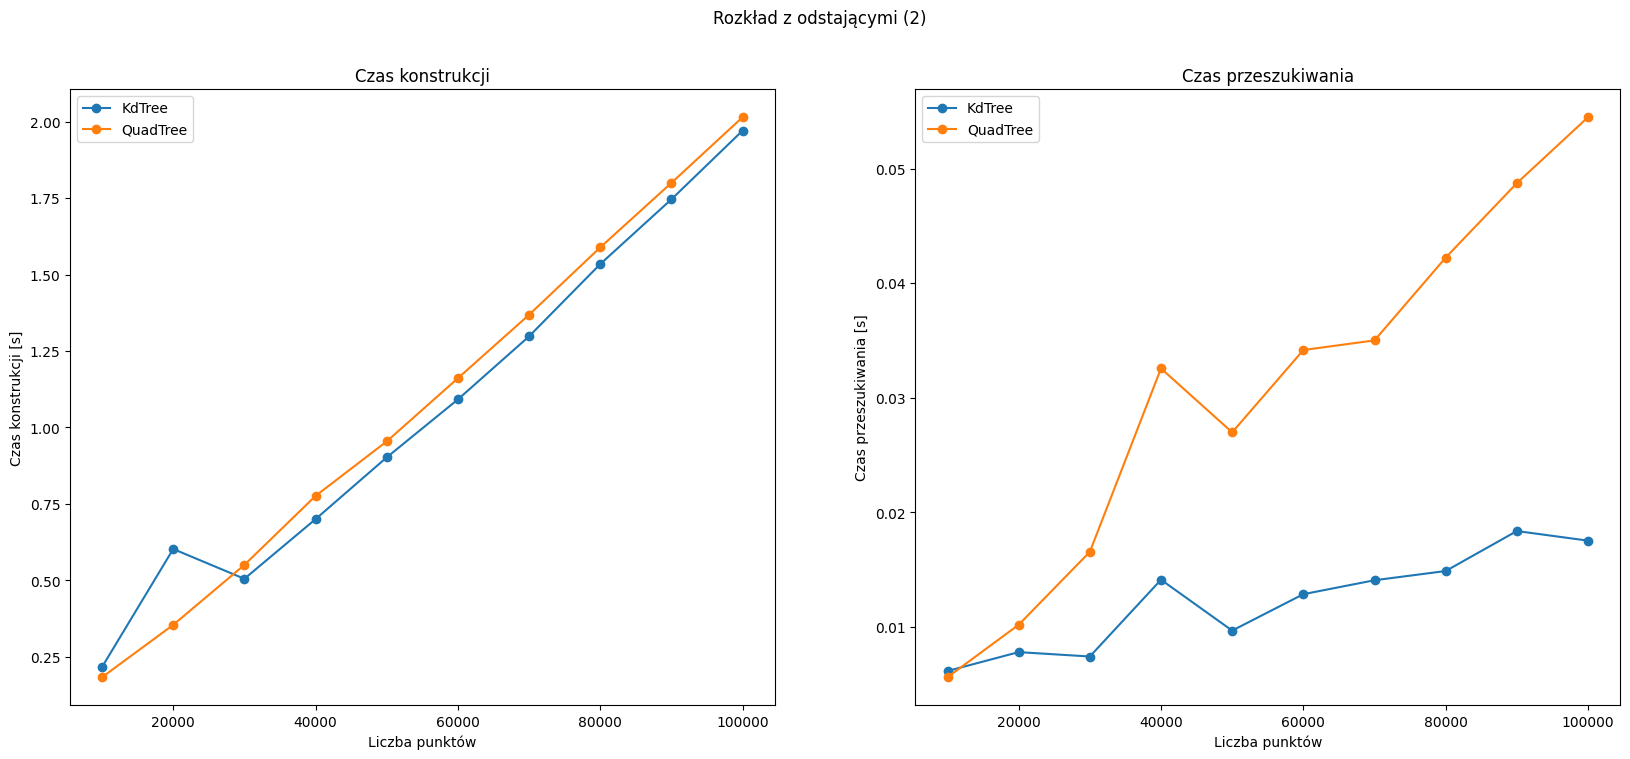 Rozkład z odstającymi (2)
Czas konstrukcji
KdTree
QuadTree
2.00
1.75
1.50
1.25
1.00
0.75
0.50
0.25
Czas konstrukcji [s]
20000 40000 60000 80000 100000
Liczba punktów
Czas przeszukiwania
KdTree
QuadTree
0.05
0.04
0.03
0.02
0.01
Czas przeszukiwania [s]
20000 40000 60000 80000 100000
Liczba punktów